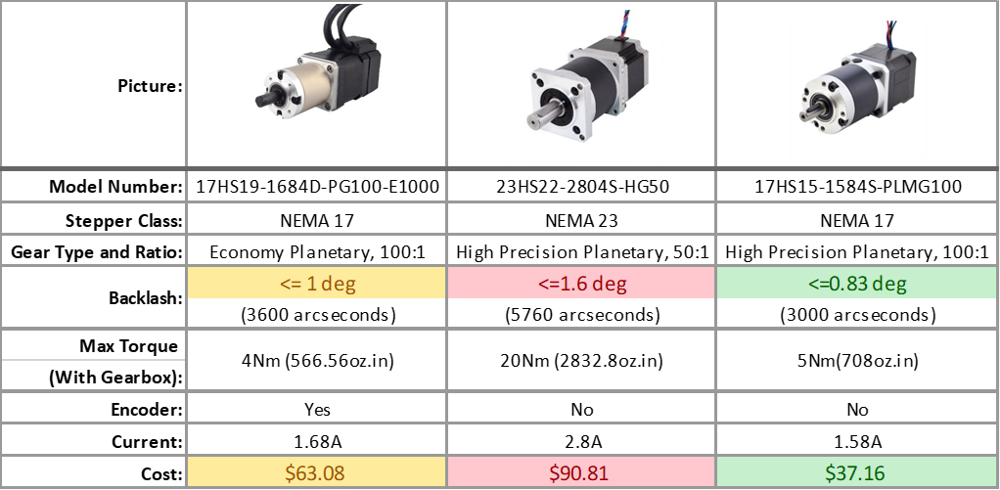 Picture:
Model Number: 17HS19-1684D-PG100-E1000 23HS22-2804S-HG50 17HS15-1584S-PLMG100
Stepper Class: NEMA 17 NEMA 23 NEMA 17
Gear Type and Ratio: Economy Planetary, 100:1 High Precision Planetary, 50:1 High Precision Planetary, 100:1
Backlash: <= 1 deg <=1.6 deg <=0.83 deg
(3600 arcseconds) (5760 arcseconds) (3000 arcseconds)
Max Torque
(With Gearbox): 4Nm (566.56oz.in) 20Nm (2832.8oz.in) 5Nm(708oz.in)
Encoder: Yes No No
Current: 1.68A 2.8A 1.58A
Cost: $63.08 $90.81 $37.16